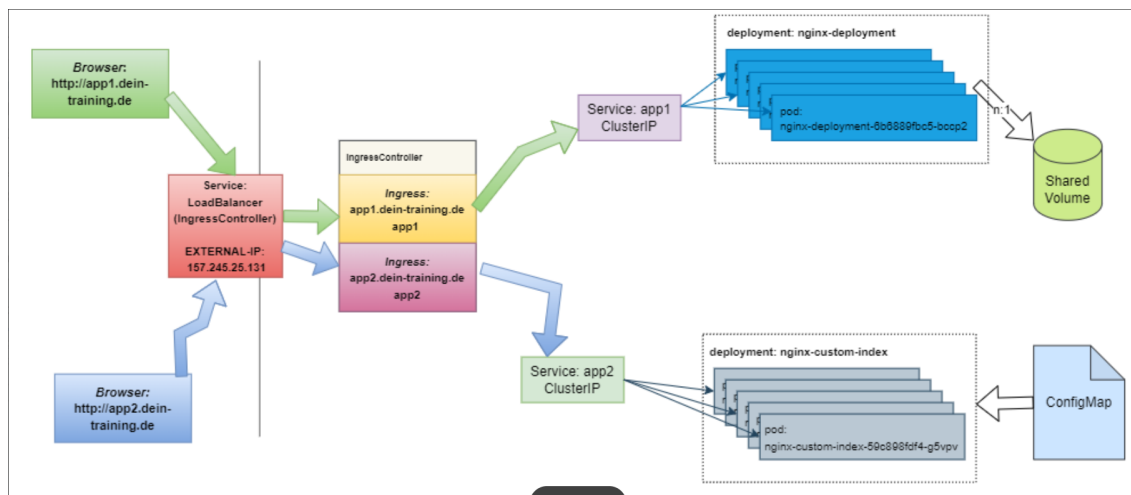 Browser:
http://app1.dein-
training.de
Service:
LoadBalancer
(IngressController)
EXTERNAL-IP:
157.245.25.131
Browser:
http://app2.dein-
training.de
IngressController
Ingress:
app1.dein-training.de
app1
Ingress:
app2.dein-training.de
app2
Service: app1
ClusterIP
deployment: nginx-deployment
pod:
nginx-deployment-6b6889fbc5-bccp2
n:1
Shared
Volume
Service: app2
ClusterIP
deployment: nginx-custom-index
pod:
nginx-custom-index-59c898fdf4-g5vpv
ConfigMap